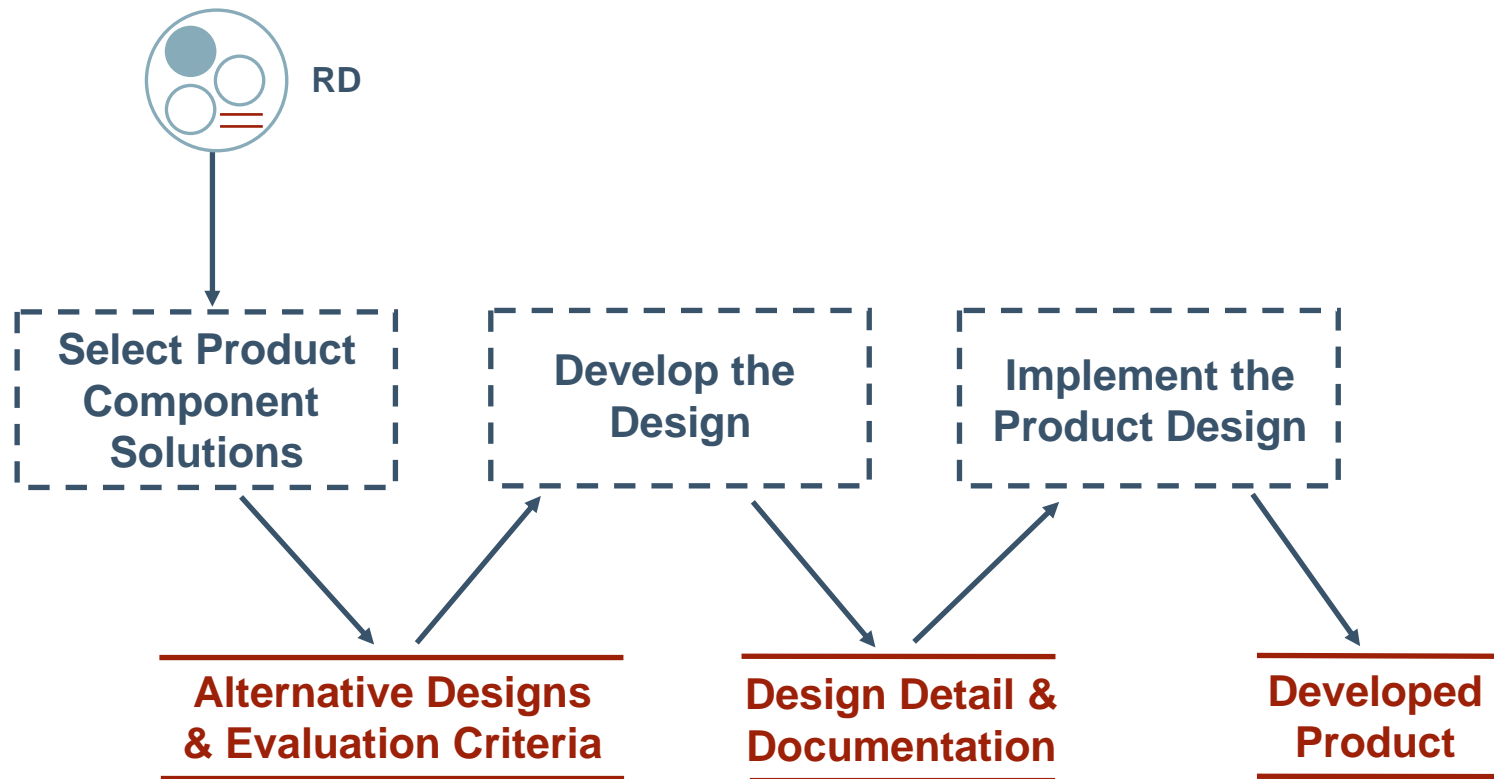 RD
Select Product
Component
Solutions
Develop the
Design
Implement the
Product Design
Alternative Designs
& Evaluation Criteria
Design Detail &
Documentation
Developed
Product